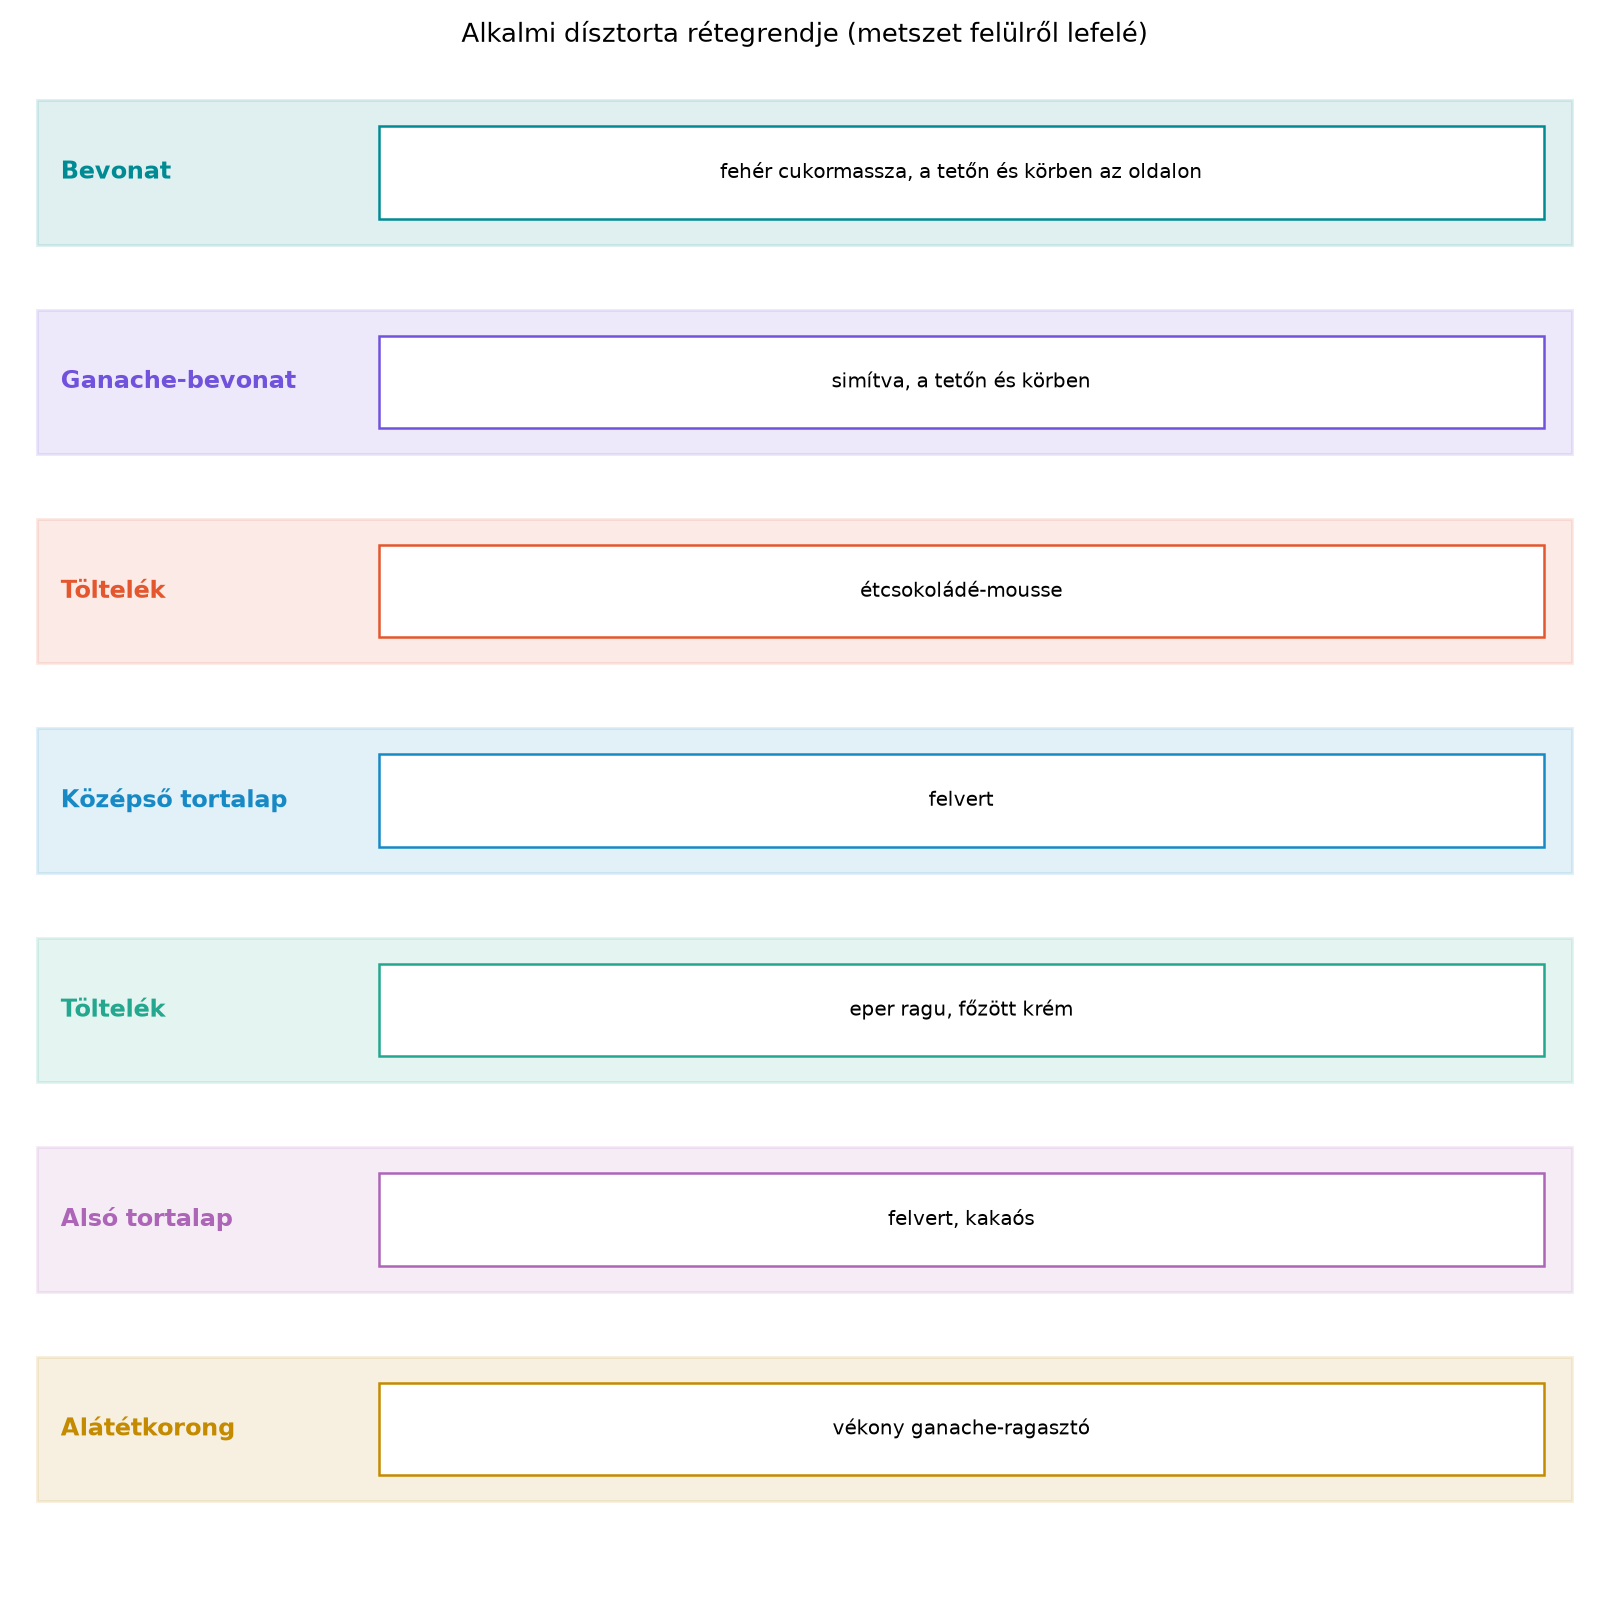 Alkalmi dísztorta rétegrendje (metszet felülről lefelé)
Bevonat
fehér cukormassza, a tetőn és körben az oldalon
Ganache-bevonat
simítva, a tetőn és körben
Töltelék
étcsokoládé-mousse
Középső tortalap
felvert
Töltelék
eper ragu, főzött krém
Alsó tortalap
felvert, kakaós
Alátétkorong
vékony ganache-ragasztó